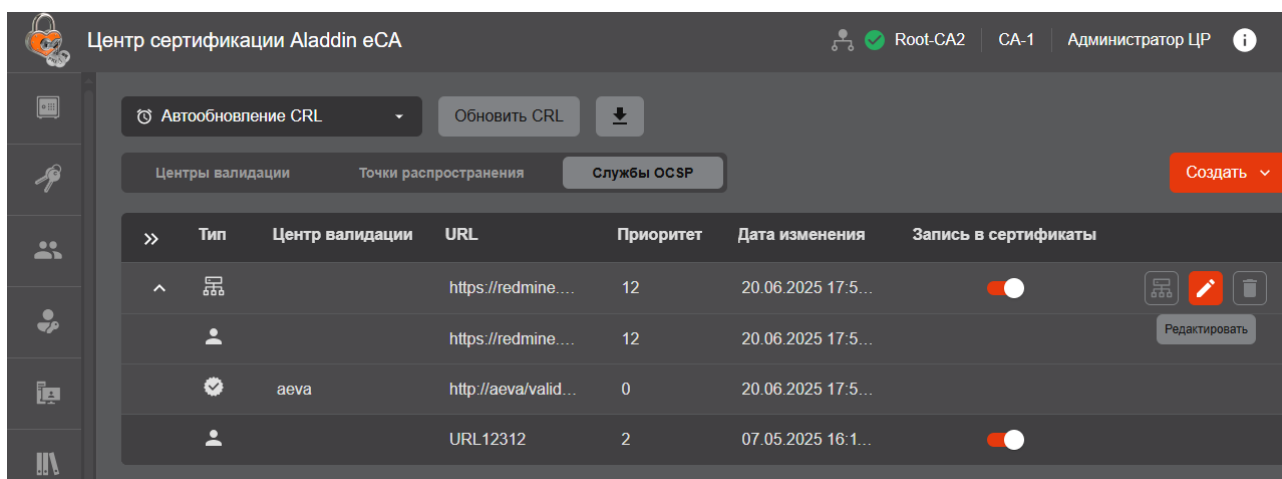 Центр сертификации Aladdin eCA Root-CA2 CA-1 Администратор ЦР
Автообновление CRL Обновить CRL
Центры валидации Точки распространения Службы OCSP Создать
Тип Центр валидации URL Приоритет Дата изменения Запись в сертификаты
https://redmine.... 12 20.06.2025 17:5...
Редактировать
https://redmine.... 12 20.06.2025 17:5...
aeva http://aeva/valid... 0 20.06.2025 17:5...
URL12312 2 07.05.2025 16:1...